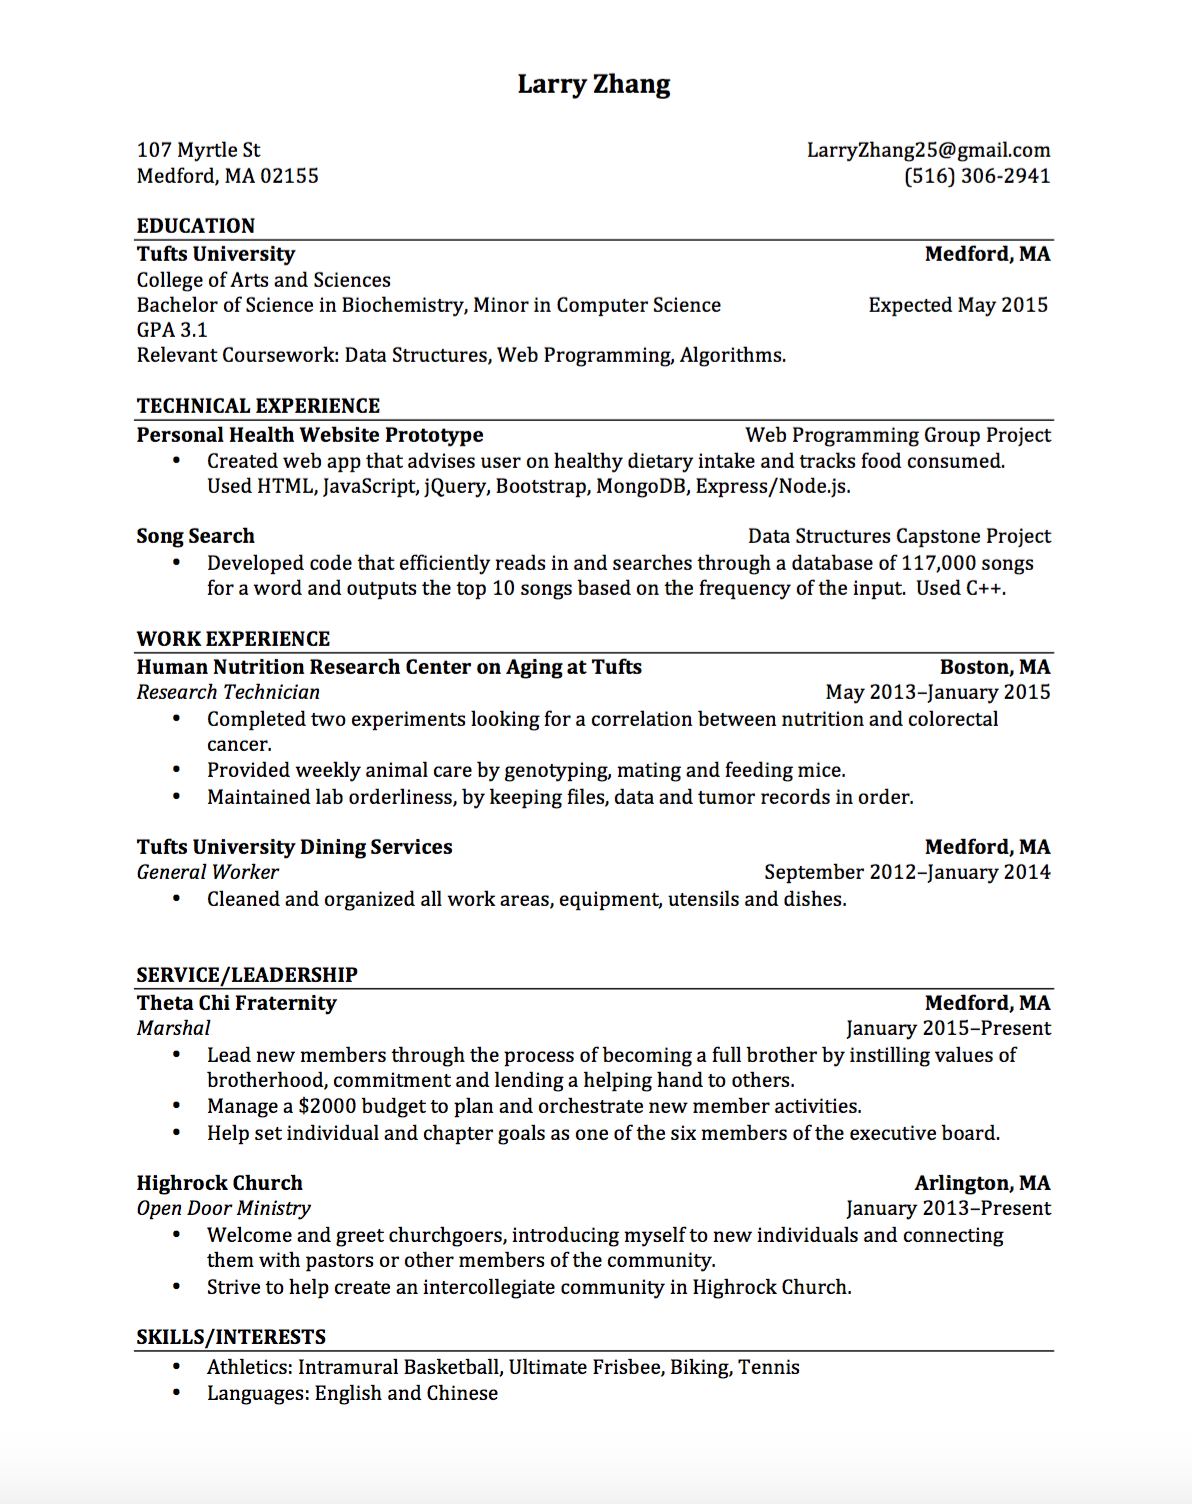 Larry Zhang
107 Myrtle St LarryZhang25@gmail.com
Medford, MA 02155 (516) 306-2941
EDUCATION
Tufts University Medford, MA
College of Arts and Sciences
Bachelor of Science in Biochemistry, Minor in Computer Science Expected May 2015
GPA 3.1
Relevant Coursework: Data Structures, Web Programming, Algorithms.
TECHNICAL EXPERIENCE
Personal Health Website Prototype Web Programming Group Project
• Created web app that advises user on healthy dietary intake and tracks food consumed.
Used HTML, JavaScript, jQuery, Bootstrap, MongoDB, Express/Node.js.
Song Search Data Structures Capstone Project
• Developed code that efficiently reads in and searches through a database of 117,000 songs
for a word and outputs the top 10 songs based on the frequency of the input. Used C++.
WORK EXPERIENCE
Human Nutrition Research Center on Aging at Tufts Boston, MA
Research Technician May 2013–January 2015
• Completed two experiments looking for a correlation between nutrition and colorectal
cancer.
• Provided weekly animal care by genotyping, mating and feeding mice.
• Maintained lab orderliness, by keeping files, data and tumor records in order.
Tufts University Dining Services Medford, MA
General Worker September 2012–January 2014
• Cleaned and organized all work areas, equipment, utensils and dishes.
SERVICE/LEADERSHIP
Theta Chi Fraternity Medford, MA
Marshal January 2015–Present
• Lead new members through the process of becoming a full brother by instilling values of
brotherhood, commitment and lending a helping hand to others.
• Manage a $2000 budget to plan and orchestrate new member activities.
• Help set individual and chapter goals as one of the six members of the executive board.
Highrock Church Arlington, MA
Open Door Ministry January 2013–Present
• Welcome and greet churchgoers, introducing myself to new individuals and connecting
them with pastors or other members of the community.
• Strive to help create an intercollegiate community in Highrock Church.
SKILLS/INTERESTS
• Athletics: Intramural Basketball, Ultimate Frisbee, Biking, Tennis
• Languages: English and Chinese